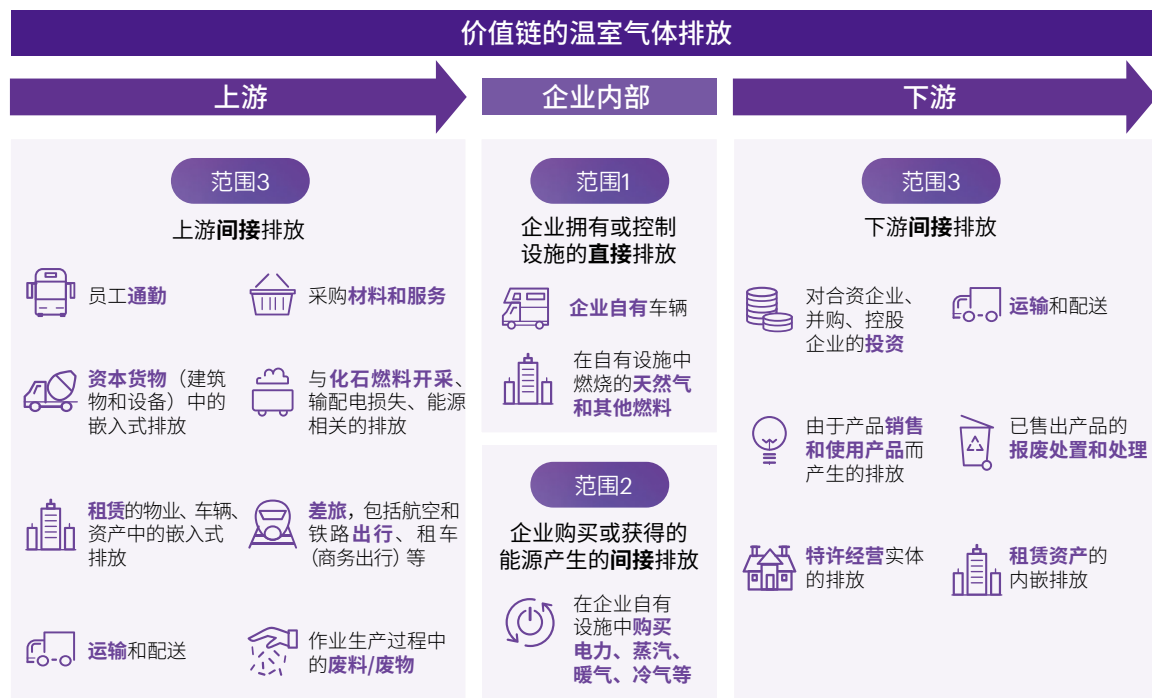 价值链的温室气体排放
上游
企业内部
下游
范围3
上游间接排放
员工通勤
采购材料和服务
资本货物（建筑
物和设备）中的
嵌入式排放
与化石燃料开采、
输配电损失、能源
相关的排放
租赁的物业、车辆、
资产中的嵌入式
排放
差旅，包括航空和
铁路出行、租车
（商务出行）等
运输和配送
作业生产过程中
的废料/废物
范围1
企业拥有或控制
设施的直接排放
企业自有车辆
在自有设施中
燃烧的天然气
和其他燃料
范围2
企业购买或获得的
能源产生的间接排放
在企业自有
设施中购买
电力、蒸汽、
暖气、冷气等
范围3
下游间接排放
对合资企业、
并购、控股
企业的投资
运输和配送
由于产品销售
和使用产品而
产生的排放
已售出产品的
报废处置和处理
特许经营实体
的排放
租赁资产的
内嵌排放